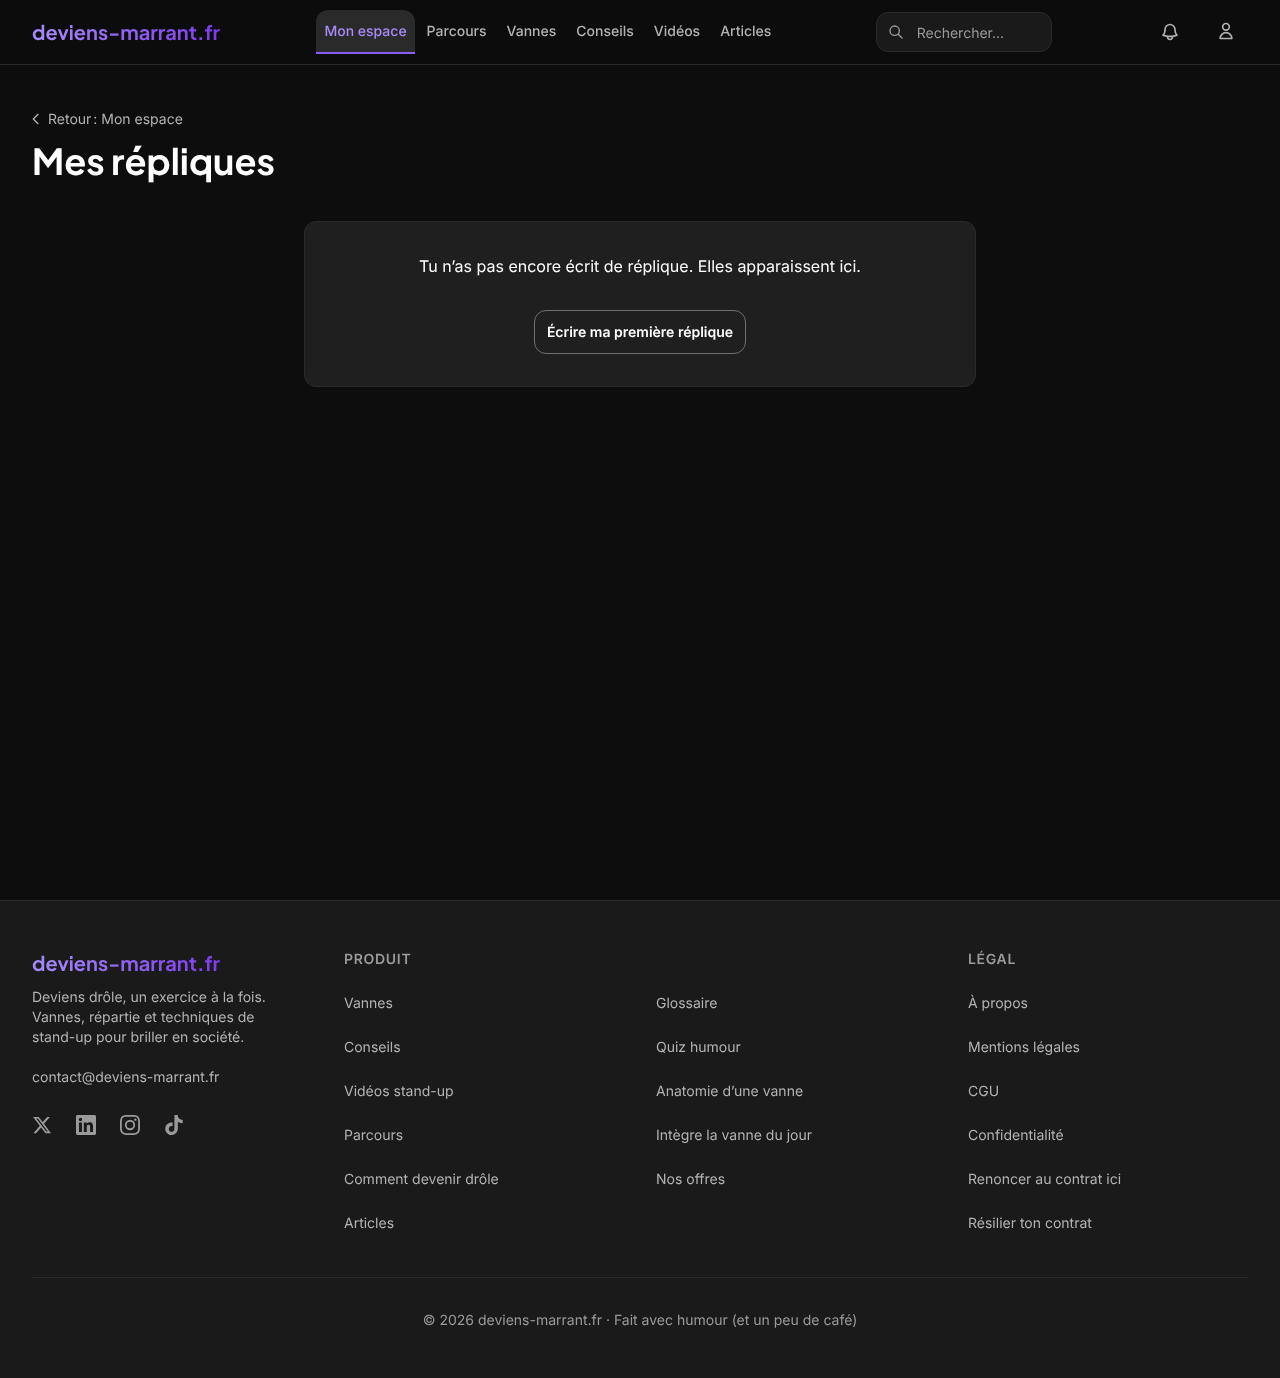 deviens-marrant.fr
Mon espace
Parcours
Vannes
Conseils
Vidéos
Articles
Rechercher...
Retour : Mon espace
Mes répliques
Tu n’as pas encore écrit de réplique. Elles apparaissent ici.
Écrire ma première réplique
deviens-marrant.fr
Deviens drôle, un exercice à la fois.
Vannes, répartie et techniques de
stand-up pour briller en société.
contact@deviens-marrant.fr
PRODUIT
Vannes
Conseils
Vidéos stand-up
Parcours
Comment devenir drôle
Articles
Glossaire
Quiz humour
Anatomie d’une vanne
Intègre la vanne du jour
Nos offres
LÉGAL
À propos
Mentions légales
CGU
Confidentialité
Renoncer au contrat ici
Résilier ton contrat
© 2026 deviens-marrant.fr · Fait avec humour (et un peu de café)